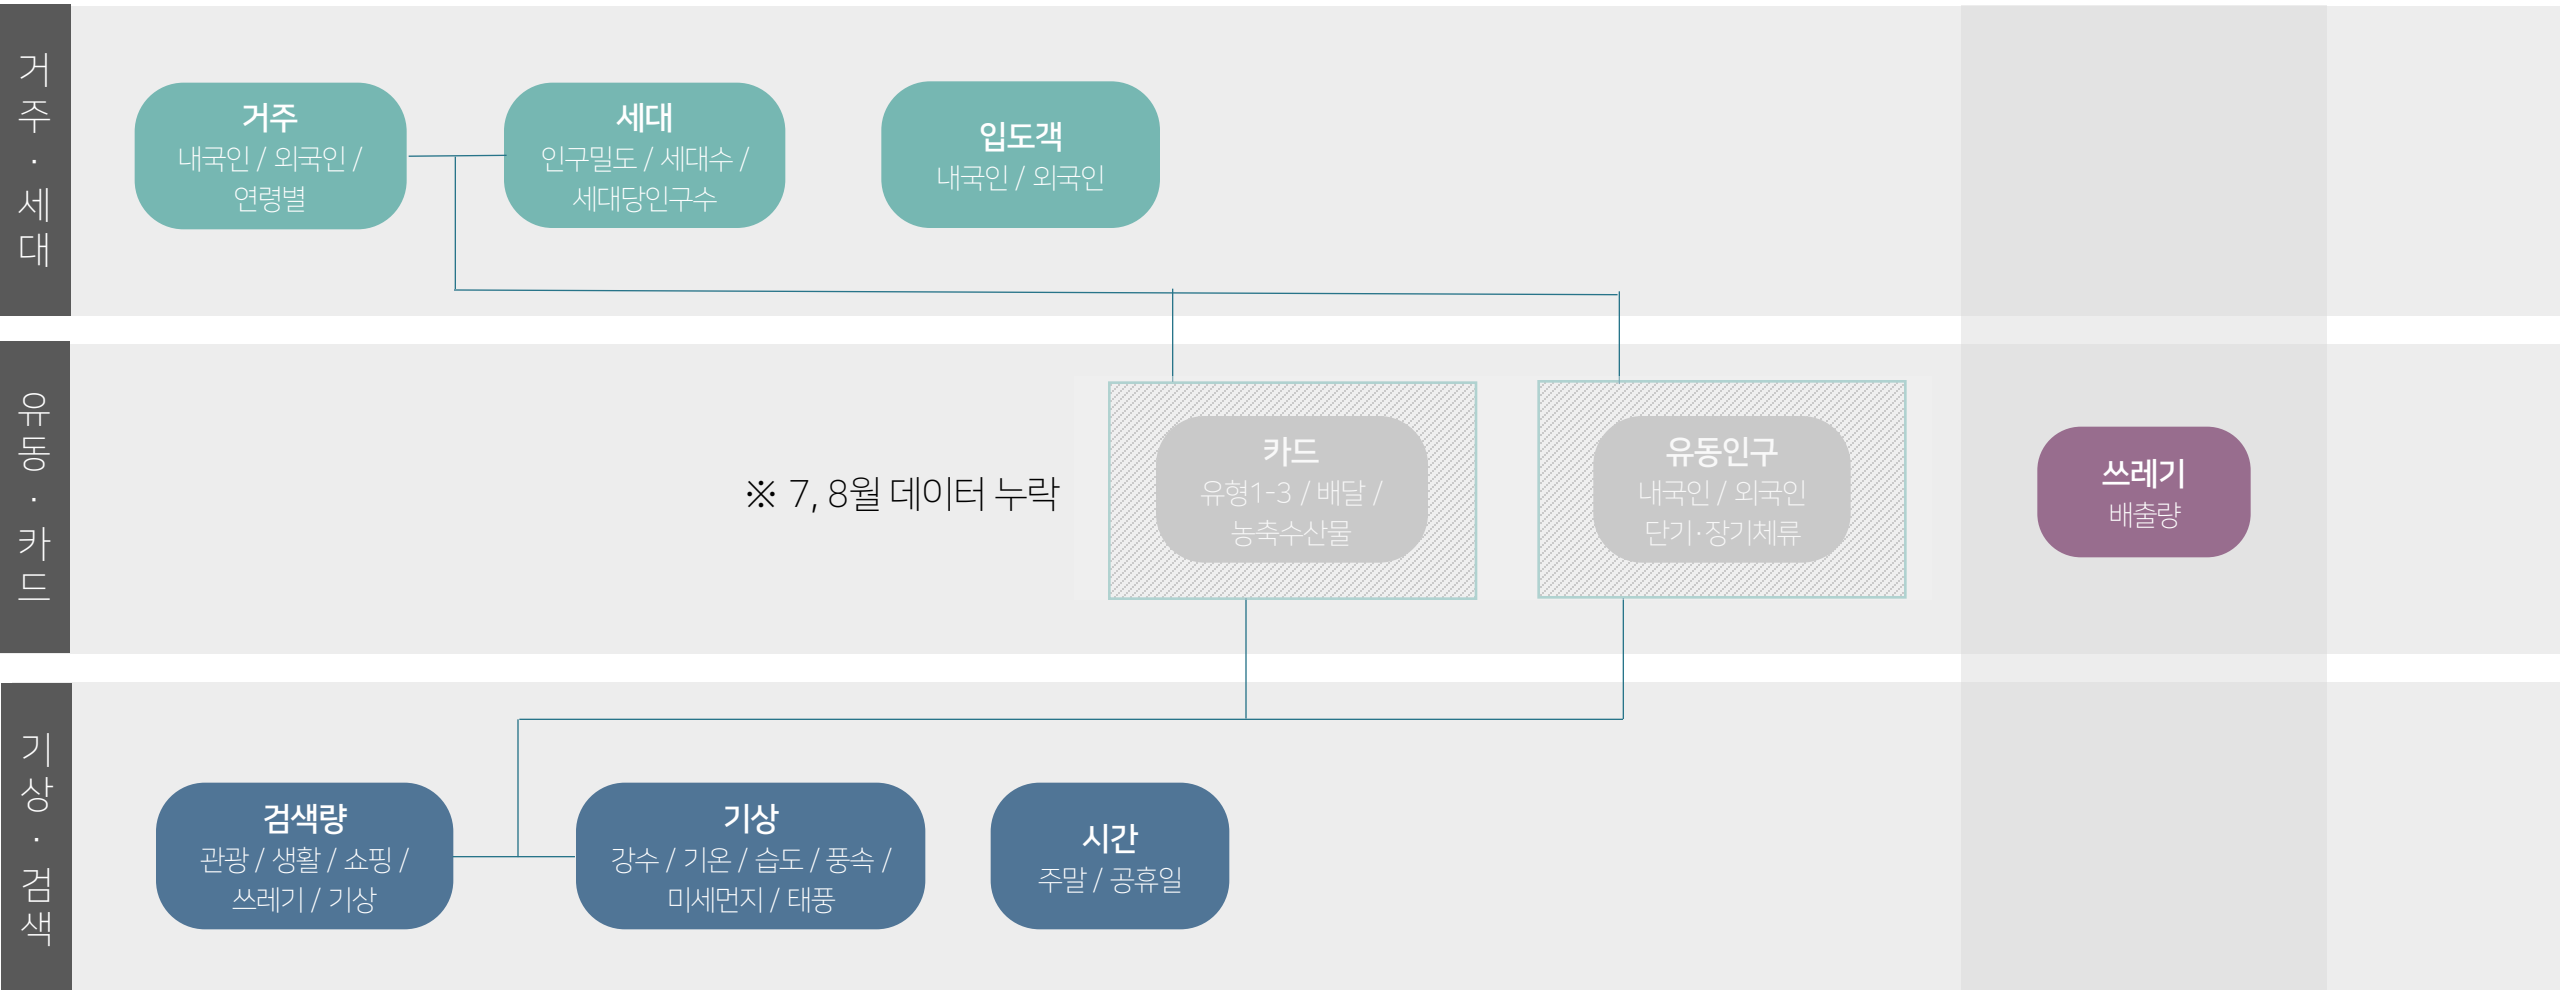 거주·세대
거주
내국인 / 외국인 /
연령별
세대
인구밀도 / 세대수 /
세대당인구수
입도객
내국인 / 외국인
유동·카드
※ 7, 8월 데이터 누락
카드
유형1-3 / 배달 /
농축수산물
유동인구
내국인 / 외국인
단기·장기체류
쓰레기
배출량
기상·검색
검색량
관광 / 생활 / 쇼핑 /
쓰레기 / 기상
기상
강수 / 기온 / 습도 / 풍속 /
미세먼지 / 태풍
시간
주말 / 공휴일